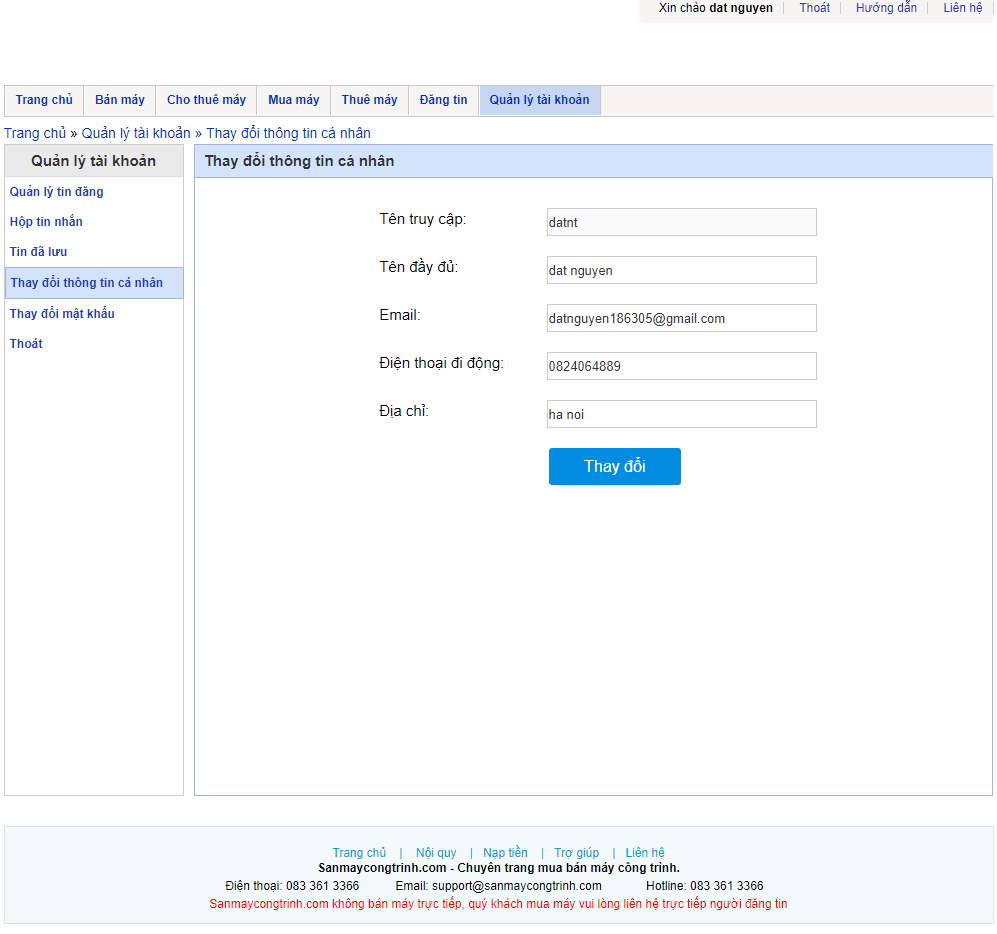 Xin chào dat nguyen Thoát Hướng dẫn Liên hệ
Trang chủ Bán máy Cho thuê máy Mua máy Thuê máy Đăng tin Quản lý tài khoản
Trang chủ » Quản lý tài khoản » Thay đổi thông tin cá nhân
Quản lý tài khoản
Quản lý tin đăng
Hộp tin nhắn
Tin đã lưu
Thay đổi thông tin cá nhân
Thay đổi mật khẩu
Thoát
Thay đổi thông tin cá nhân
Tên truy cập: datnt
Tên đầy đủ: dat nguyen
Email: datnguyen186305@gmail.com
Điện thoại đi động: 0824064889
Địa chỉ: ha noi
Thay đổi
Trang chủ | Nội quy | Nạp tiền | Trợ giúp | Liên hệ
Sanmaycongtrinh.com - Chuyên trang mua bán máy công trình.
Điện thoại: 083 361 3366 Email: support@sanmaycongtrinh.com Hotline: 083 361 3366
Sanmaycongtrinh.com không bán máy trực tiếp, quý khách mua máy vui lòng liên hệ trực tiếp người đăng tin